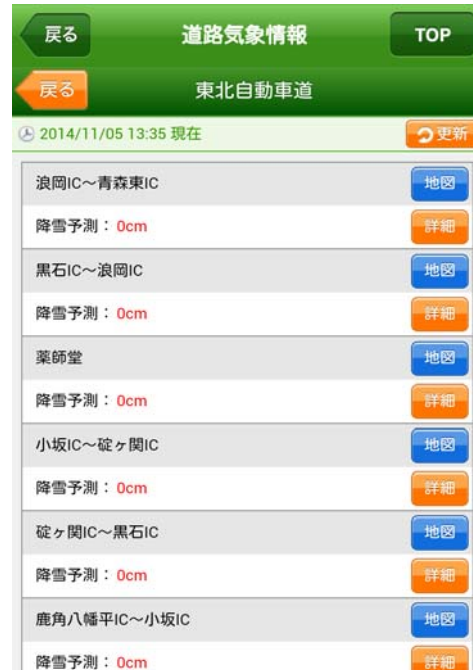 戻る 道路気象情報 TOP
戻る 東北自動車道
2014/11/05 13:35 現在 更新
浪岡IC～青森東IC 地図
降雪予測： 0cm 詳細
黒石IC～浪岡IC 地図
降雪予測： 0cm 詳細
薬師堂 地図
降雪予測： 0cm 詳細
小坂IC～碇ヶ関IC 地図
降雪予測： 0cm 詳細
碇ヶ関IC～黒石IC 地図
降雪予測： 0cm 詳細
鹿角八幡平IC～小坂IC 地図
降雪予測： 0cm 詳細